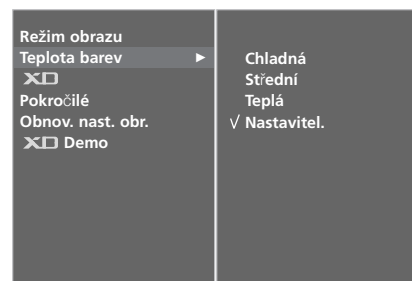 Režim obrazu
Teplota barev ►
XD
Pokročilé
Obnov. nast. obr.
XD Demo
Chladná
Střední
Teplá
√ Nastavitel.